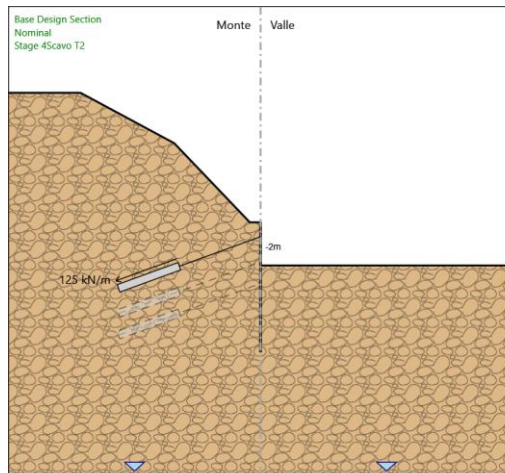 Base Design Section
Nominal
Stage 4Scavo T2
Monte
Valle
-2m
125 kN/m